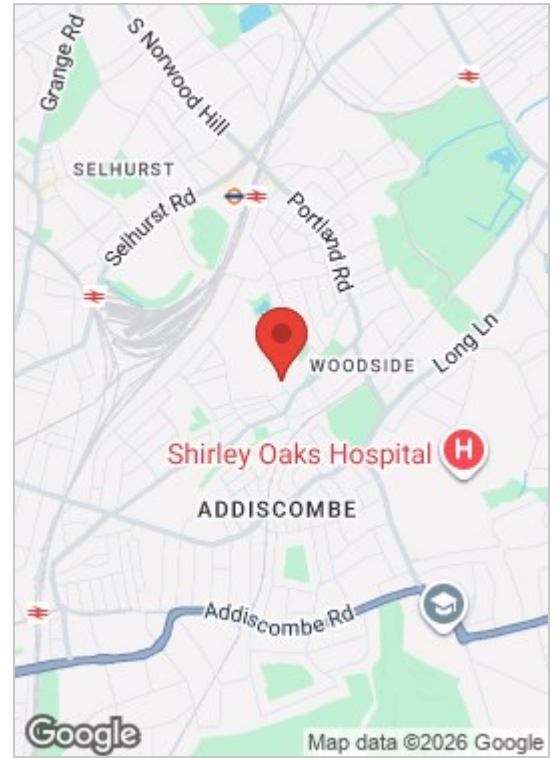 Grange Rd
S Norwood Hill
SELHURST
Selhurst Rd
Portland Rd
Long Ln
WOODSIDE
Shirley Oaks Hospital
H
ADDISCOMBE
Addiscombe Rd
Google
Map data ©2026 Google